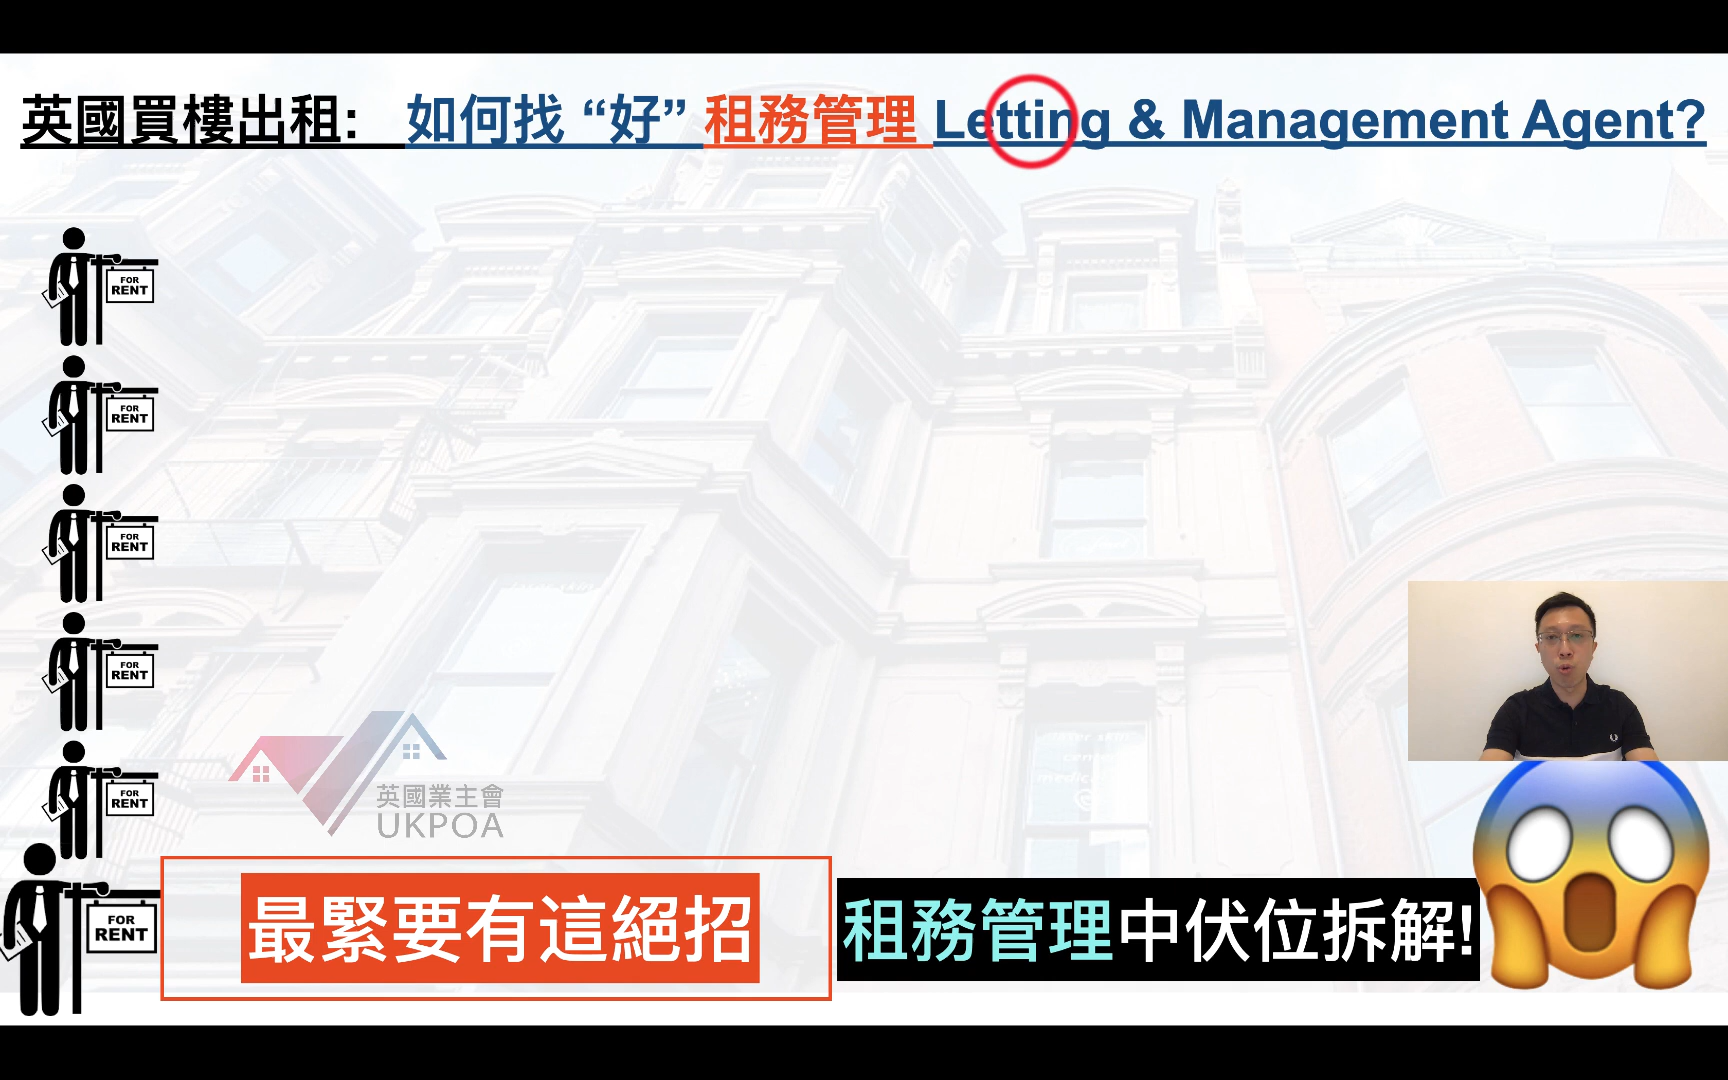 英國買樓出租: 如何找 “好” 租務管理 Letting & Management Agent?
FOR
RENT
FOR
RENT
FOR
RENT
FOR
RENT
FOR
RENT
FOR
RENT
英國業主會
UKPOA
最緊要有這絕招
租務管理中伏位拆解!